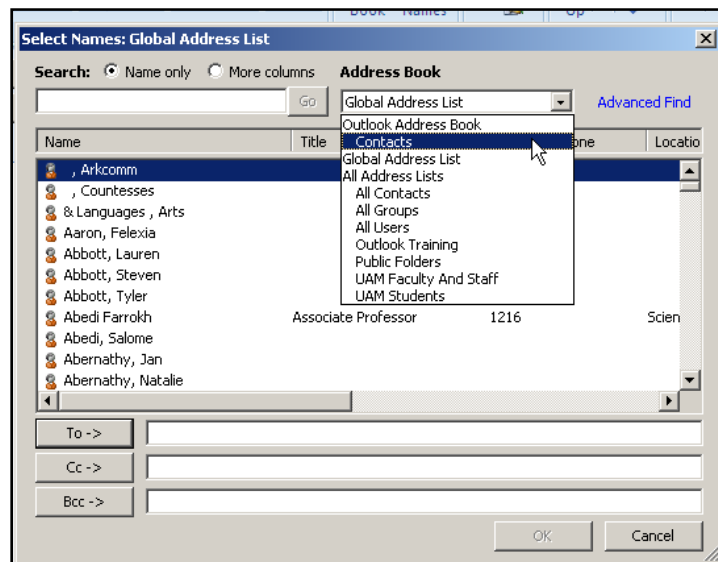 Book Names Up
Select Names: Global Address List
Search: Name only More columns Address Book
Go Global Address List Advanced Find
Outlook Address Book
Contacts
Global Address List
All Address Lists
All Contacts
All Groups
All Users
Outlook Training
Public Folders
UAM Faculty And Staff
UAM Students
Name Title one Locatio
, Arkcomm
, Countesses
& Languages , Arts
Aaron, Felexia
Abbott, Lauren
Abbott, Steven
Abbott, Tyler
Abedi Farrokh Associate Professor 1216 Scien
Abedi, Salome
Abernathy, Jan
Abernathy, Natalie
To ->
Cc ->
Bcc ->
OK Cancel